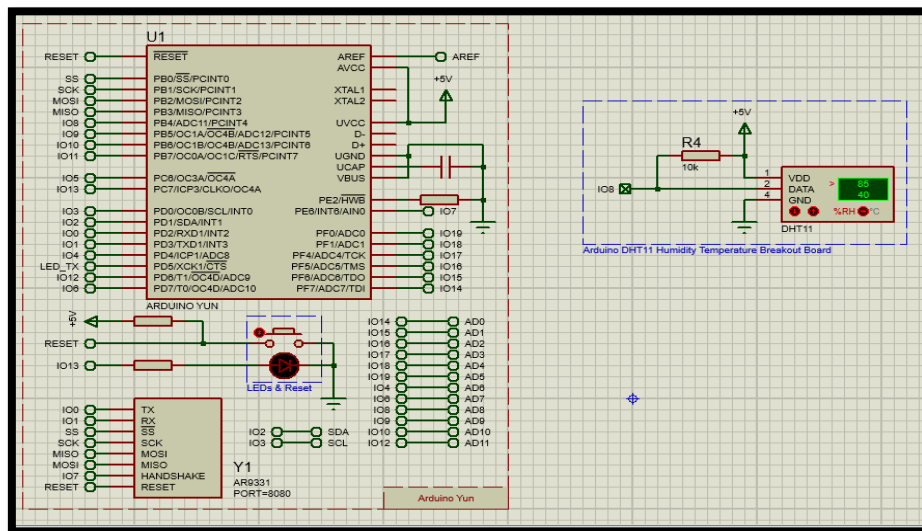 U1
RESET
RESET
AREF
AREF
AVCC
SS
PB0/SS/PCINT0
SCK
PB1/SCK/PCINT1
XTAL1
MOSI
PB2/MOSI/PCINT2
XTAL2
MISO
PB3/MISO/PCINT3
IO8
PB4/ADC11/PCINT4
UVCC
IO9
PB5/OC1A/OC4B/ADC12/PCINT5
D-
IO10
PB6/OC1B/OC4B/ADC13/PCINT6
D+
IO11
PB7/OC0A/OC1C/RTS/PCINT7
UGND
UCAP
IO5
PC6/OC3A/OC4A
VBUS
IO13
PC7/ICP3/CLKO/OC4A
PE2/HWB
IO3
PD0/OC0B/SCL/INT0
PE6/INT6/AIN0
IO7
IO2
PD1/SDA/INT1
IO0
PD2/RXD1/INT2
PF0/ADC0
IO19
IO1
PD3/TXD1/INT3
PF1/ADC1
IO18
IO4
PD4/ICP1/ADC8
PF4/ADC4/TCK
IO17
LED_TX
PD5/XCK1/CTS
PF5/ADC5/TMS
IO16
IO12
PD6/T1/OC4D/ADC9
PF6/ADC6/TDO
IO15
IO6
PD7/T0/OC4D/ADC10
PF7/ADC7/TDI
IO14
ARDUINO YUN
+5V
+5V
RESET
IO13
LEDs & Reset
IO14 AD0
IO15 AD1
IO16 AD2
IO17 AD3
IO18 AD4
IO19 AD5
IO4 AD6
IO6 AD7
IO8 AD8
IO9 AD9
IO10 AD10
IO12 AD11
IO0 TX
IO1 RX
SS SS
SCK SCK
MISO MOSI
MOSI MISO
IO7 HANDSHAKE
RESET RESET
IO2 SDA
IO3 SCL
Y1
AR9331
PORT=8080
Arduino Yun
+5V
R4
10k
IO8
1 VDD
2 DATA
4 GND
>
85
40
%RH °C
DHT11
Arduino DHT11 Humidity Temperature Breakout Board